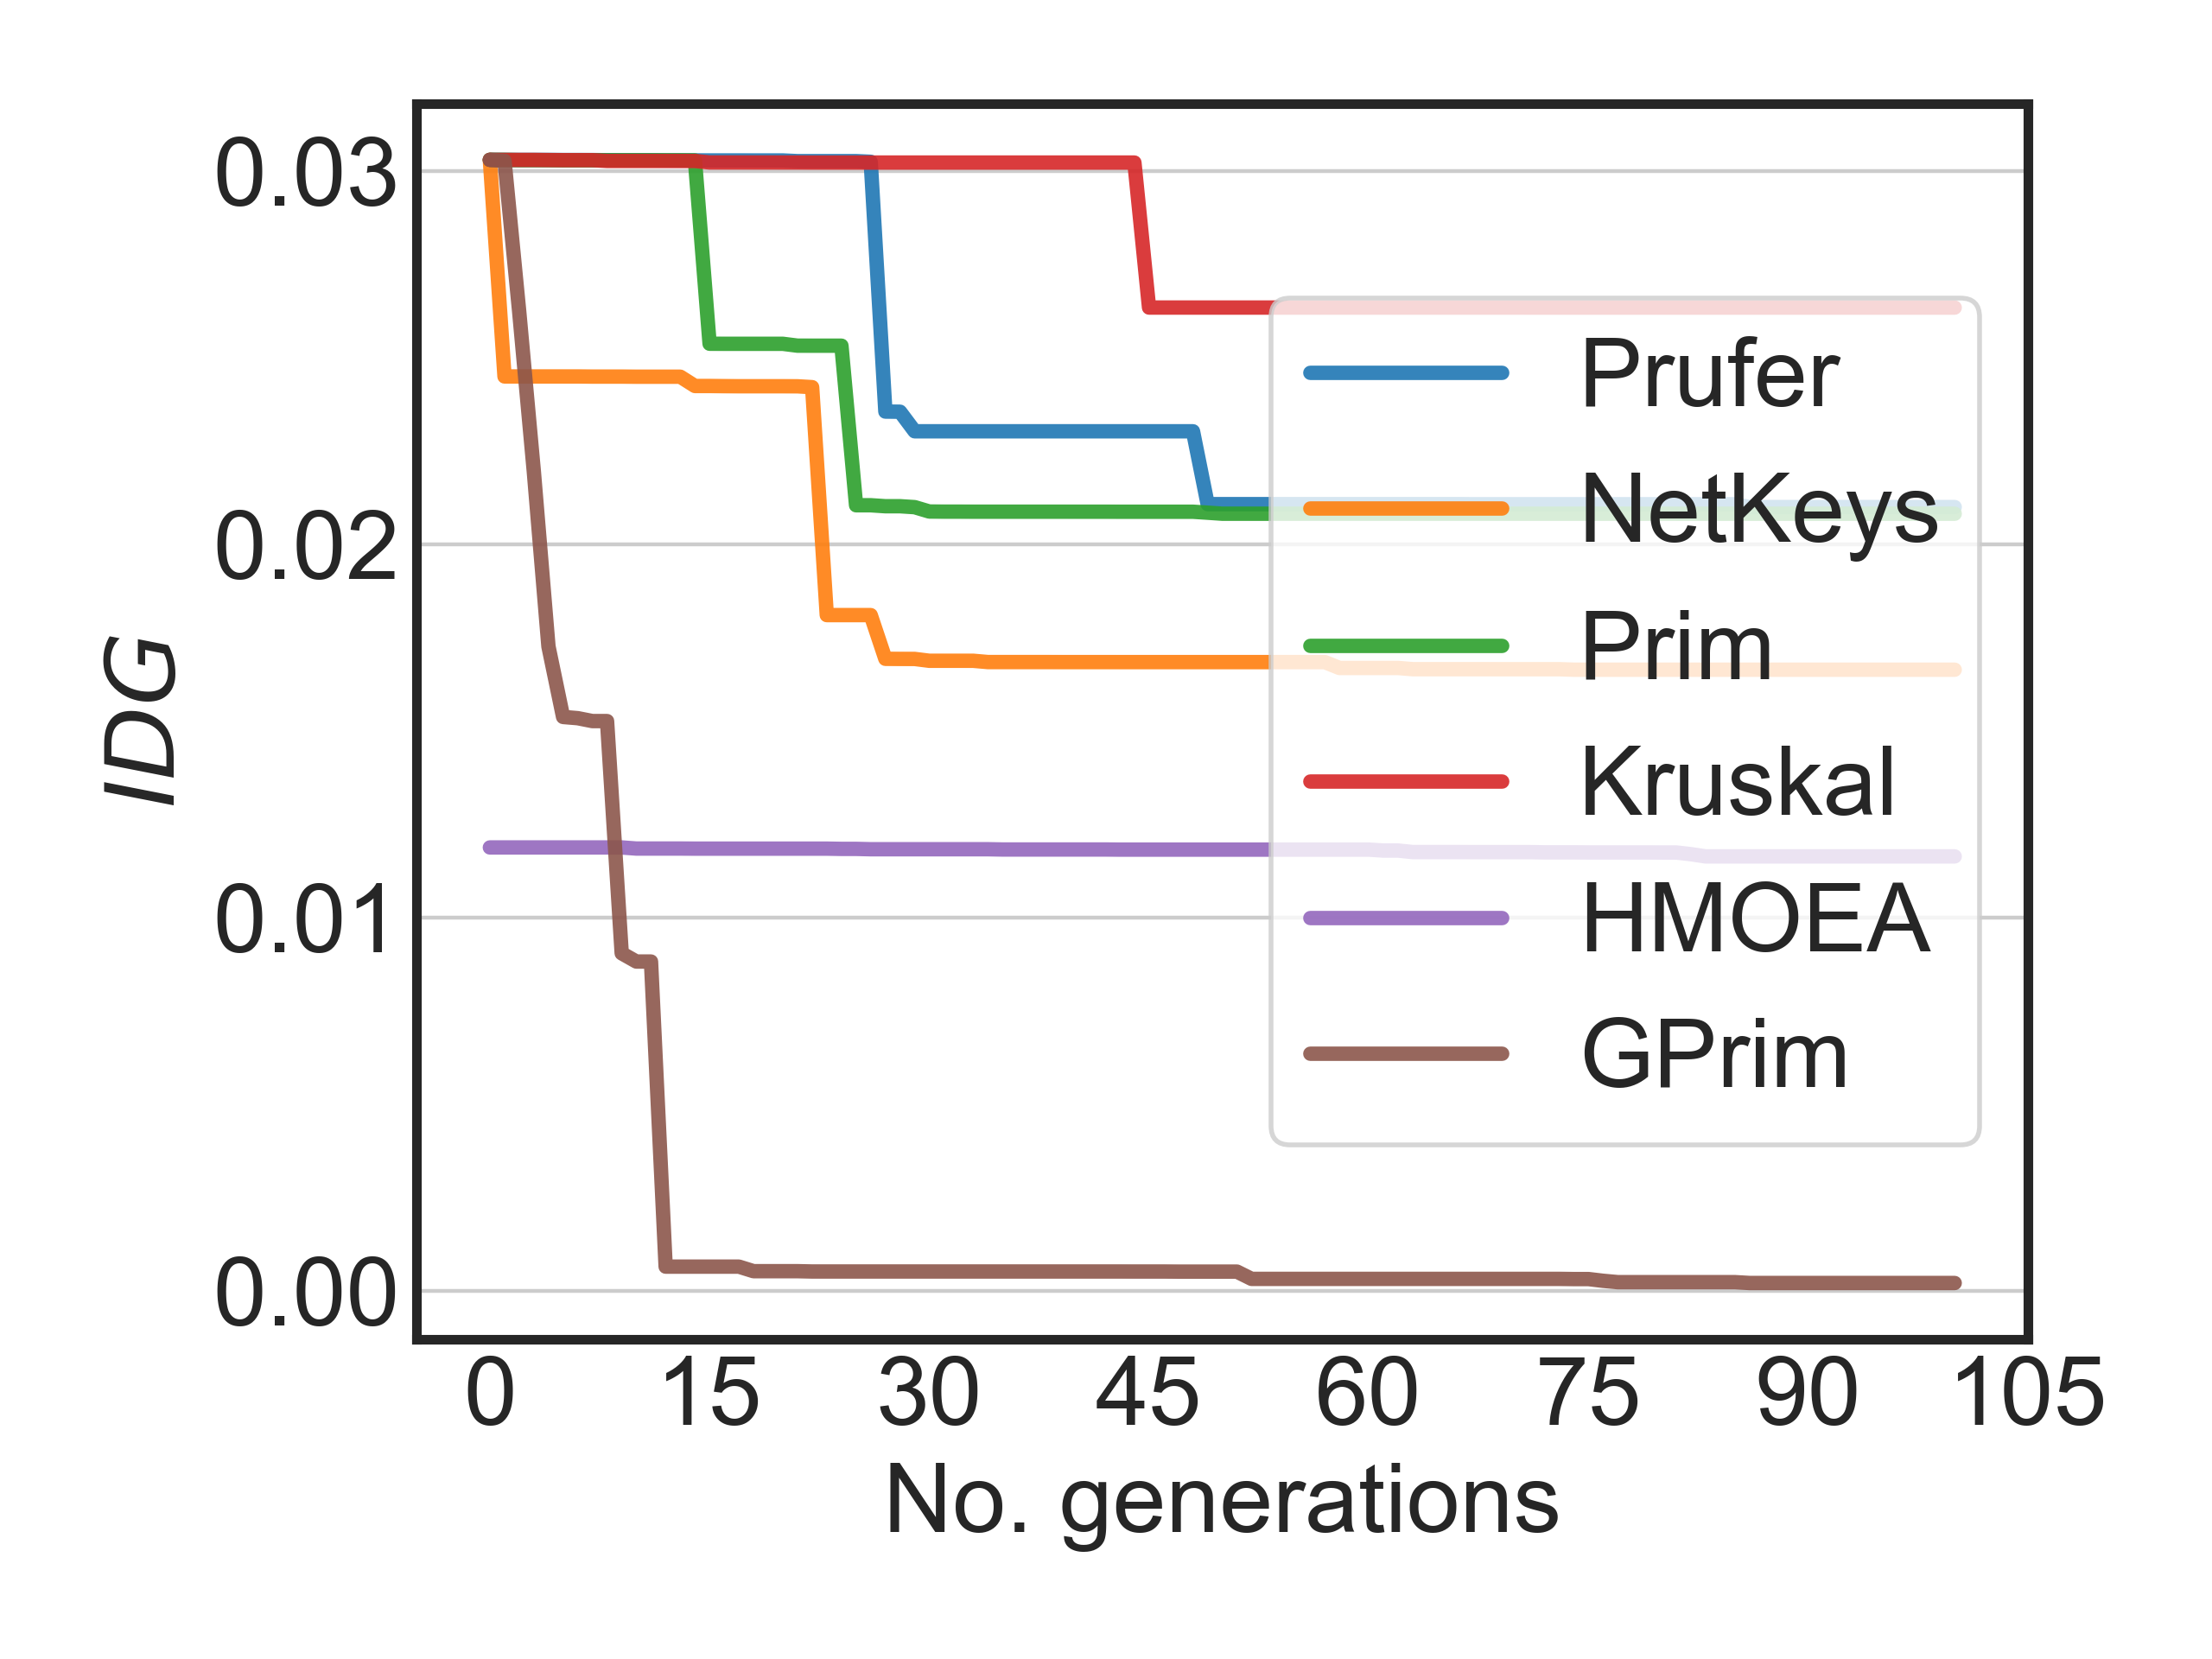 0.03
0.02
0.01
0.00
IDG
0 15 30 45 60 75 90 105
No. generations
Prufer
NetKeys
Prim
Kruskal
HMOEA
GPrim